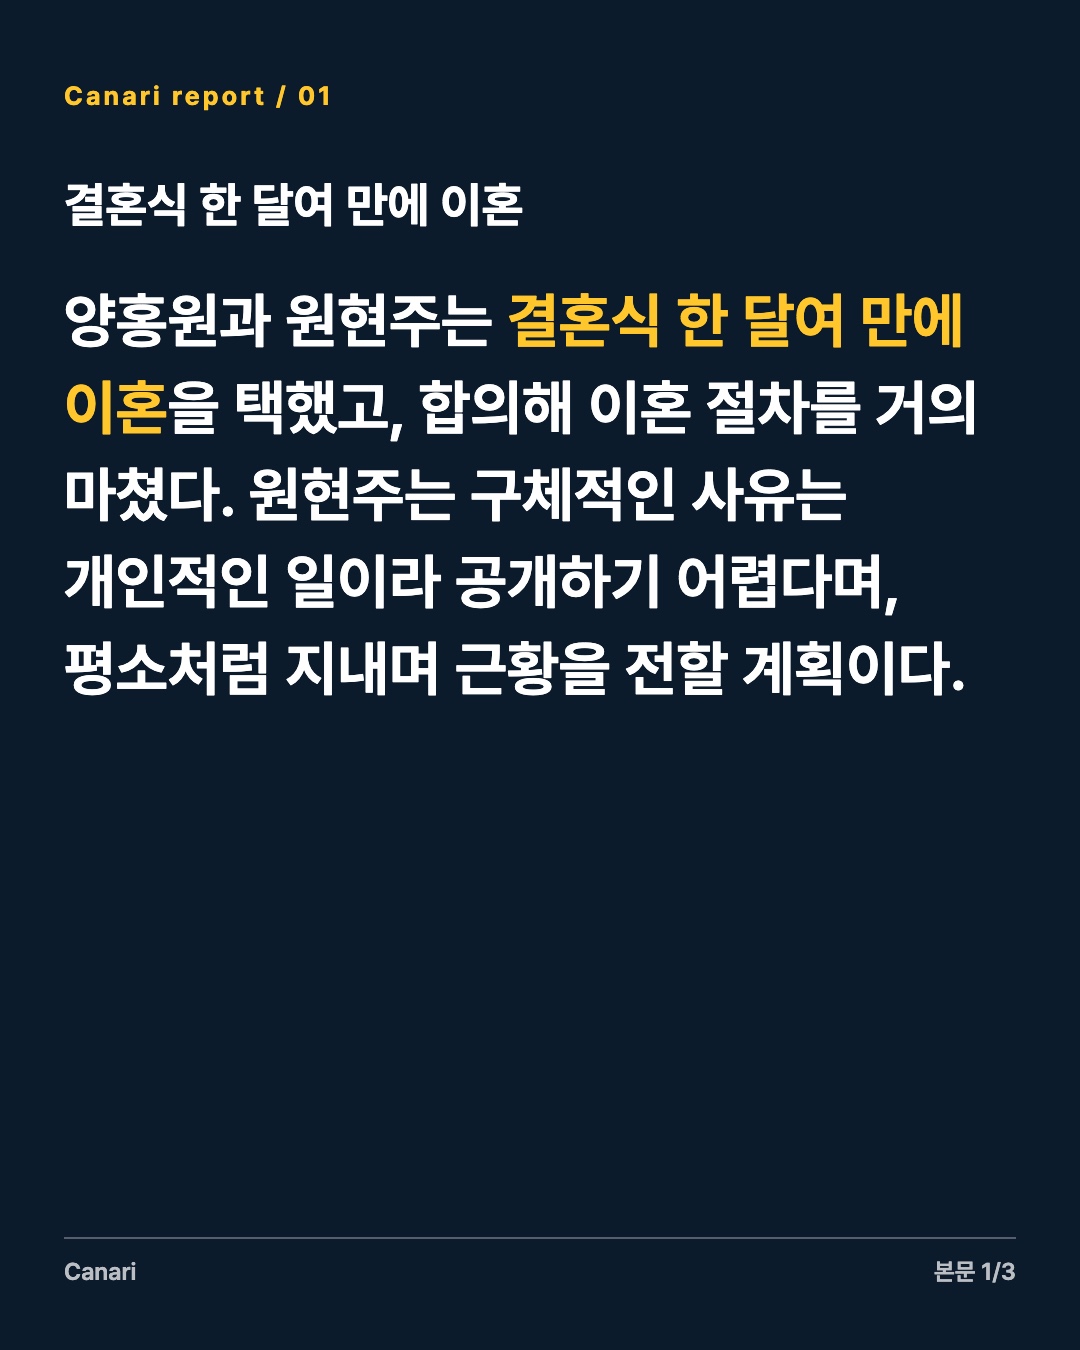 Canari report / 01
결혼식 한 달여 만에 이혼
양홍원과 원현주는 결혼식 한 달여 만에
이혼을 택했고, 합의해 이혼 절차를 거의
마쳤다. 원현주는 구체적인 사유는
개인적인 일이라 공개하기 어렵다며,
평소처럼 지내며 근황을 전할 계획이다.
Canari
본문 1/3